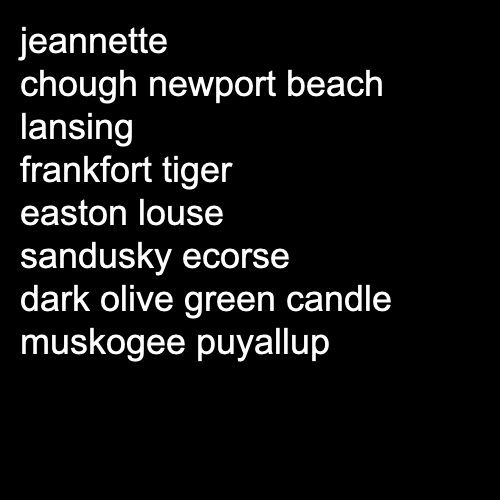 jeannette
chough newport beach
lansing
frankfort tiger
easton louse
sandusky ecorse
dark olive green candle
muskogee puyallup